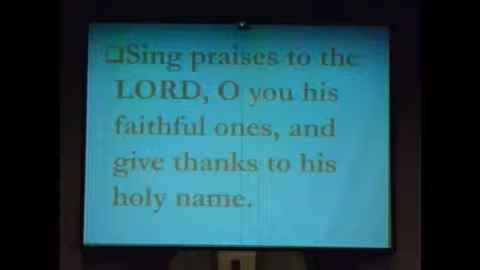 ❑Sing praises to the
LORD, O you his
faithful ones, and
give thanks to his
holy name.